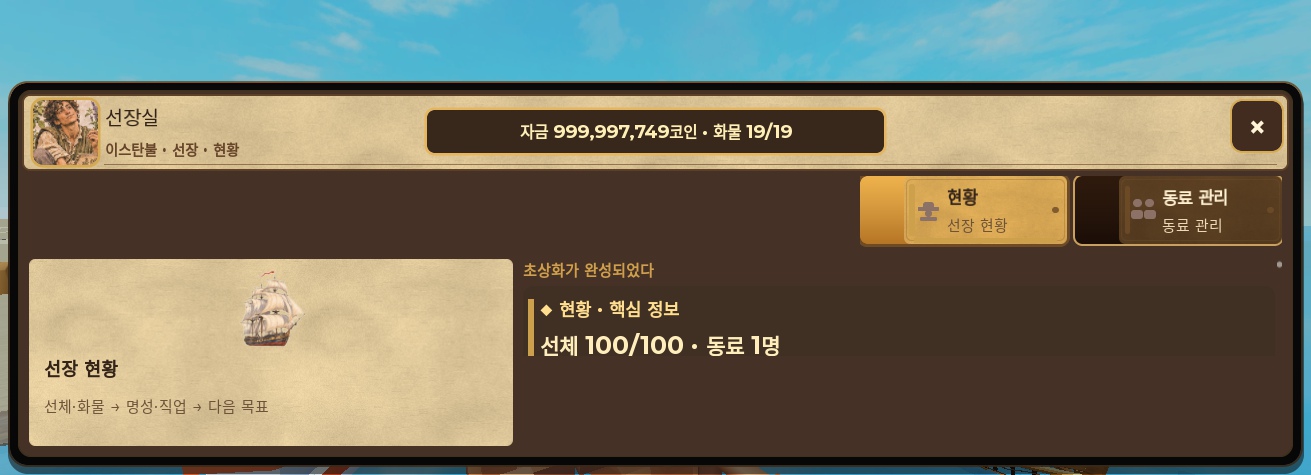 선장실
이스탄불 • 선장 • 현황
자금 999,997,749코인 • 화물 19/19
×
현황
선장 현황
동료 관리
동료 관리
초상화가 완성되었다
◆ 현황 • 핵심 정보
선체 100/100 • 동료 1명
선장 현황
선체·화물 → 명성·직업 → 다음 목표